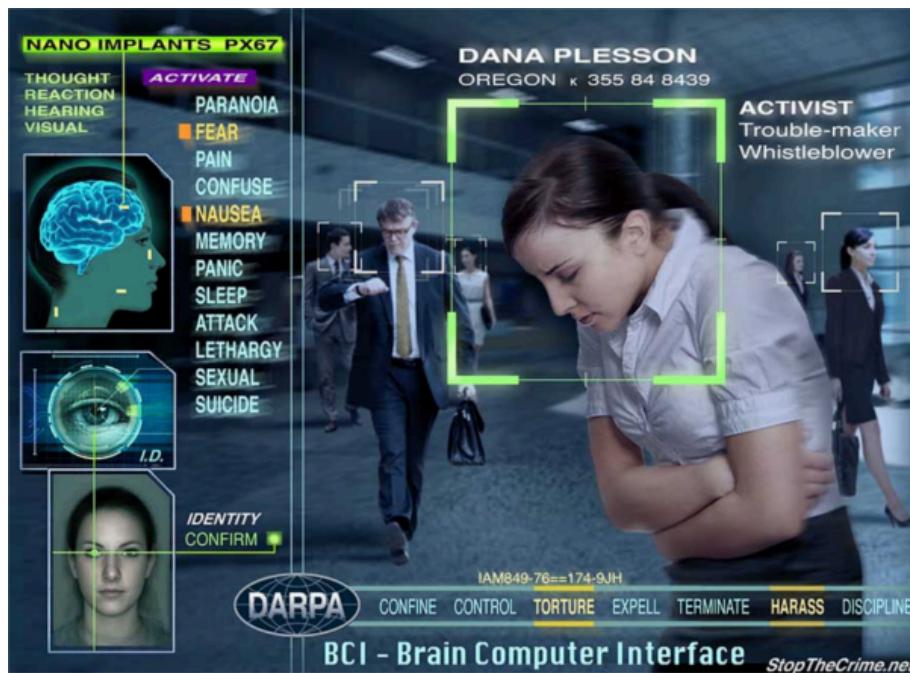 NANO IMPLANTS PX67
THOUGHT
REACTION
HEARING
VISUAL
ACTIVATE
PARANOIA
FEAR
PAIN
CONFUSE
NAUSEA
MEMORY
PANIC
SLEEP
ATTACK
LETHARGY
SEXUAL
SUICIDE
I.D.
IDENTITY
CONFIRM
DANA PLESSON
OREGON K 355 84 8439
ACTIVIST
Trouble-maker
Whistleblower
IAM849-76==174-9JH
DARPA
CONFINE CONTROL TORTURE EXPELL TERMINATE HARASS DISCIPLINE
BCI - Brain Computer Interface
StopTheCrime.net